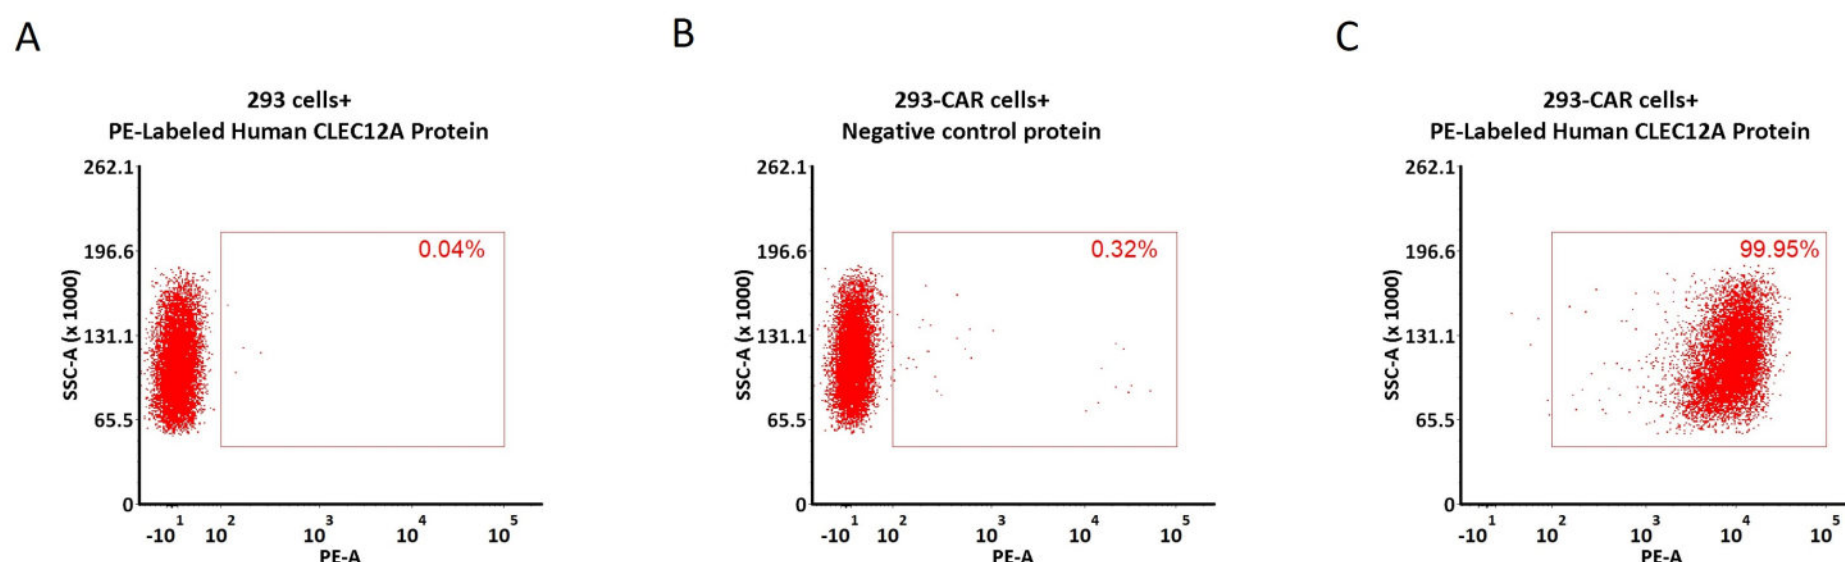 A
293 cells+
PE-Labeled Human CLEC12A Protein
262.1
196.6
131.1
65.5
0
SSC-A (x 1000)
0.04%
-10 1 10 2 10 3 10 4 10 5
PE-A
B
293-CAR cells+
Negative control protein
262.1
196.6
131.1
65.5
0
SSC-A (x 1000)
0.32%
-10 1 10 2 10 3 10 4 10 5
PE-A
C
293-CAR cells+
PE-Labeled Human CLEC12A Protein
262.1
196.6
131.1
65.5
0
SSC-A (x 1000)
99.95%
-10 1 10 2 10 3 10 4 10 5
PE-A